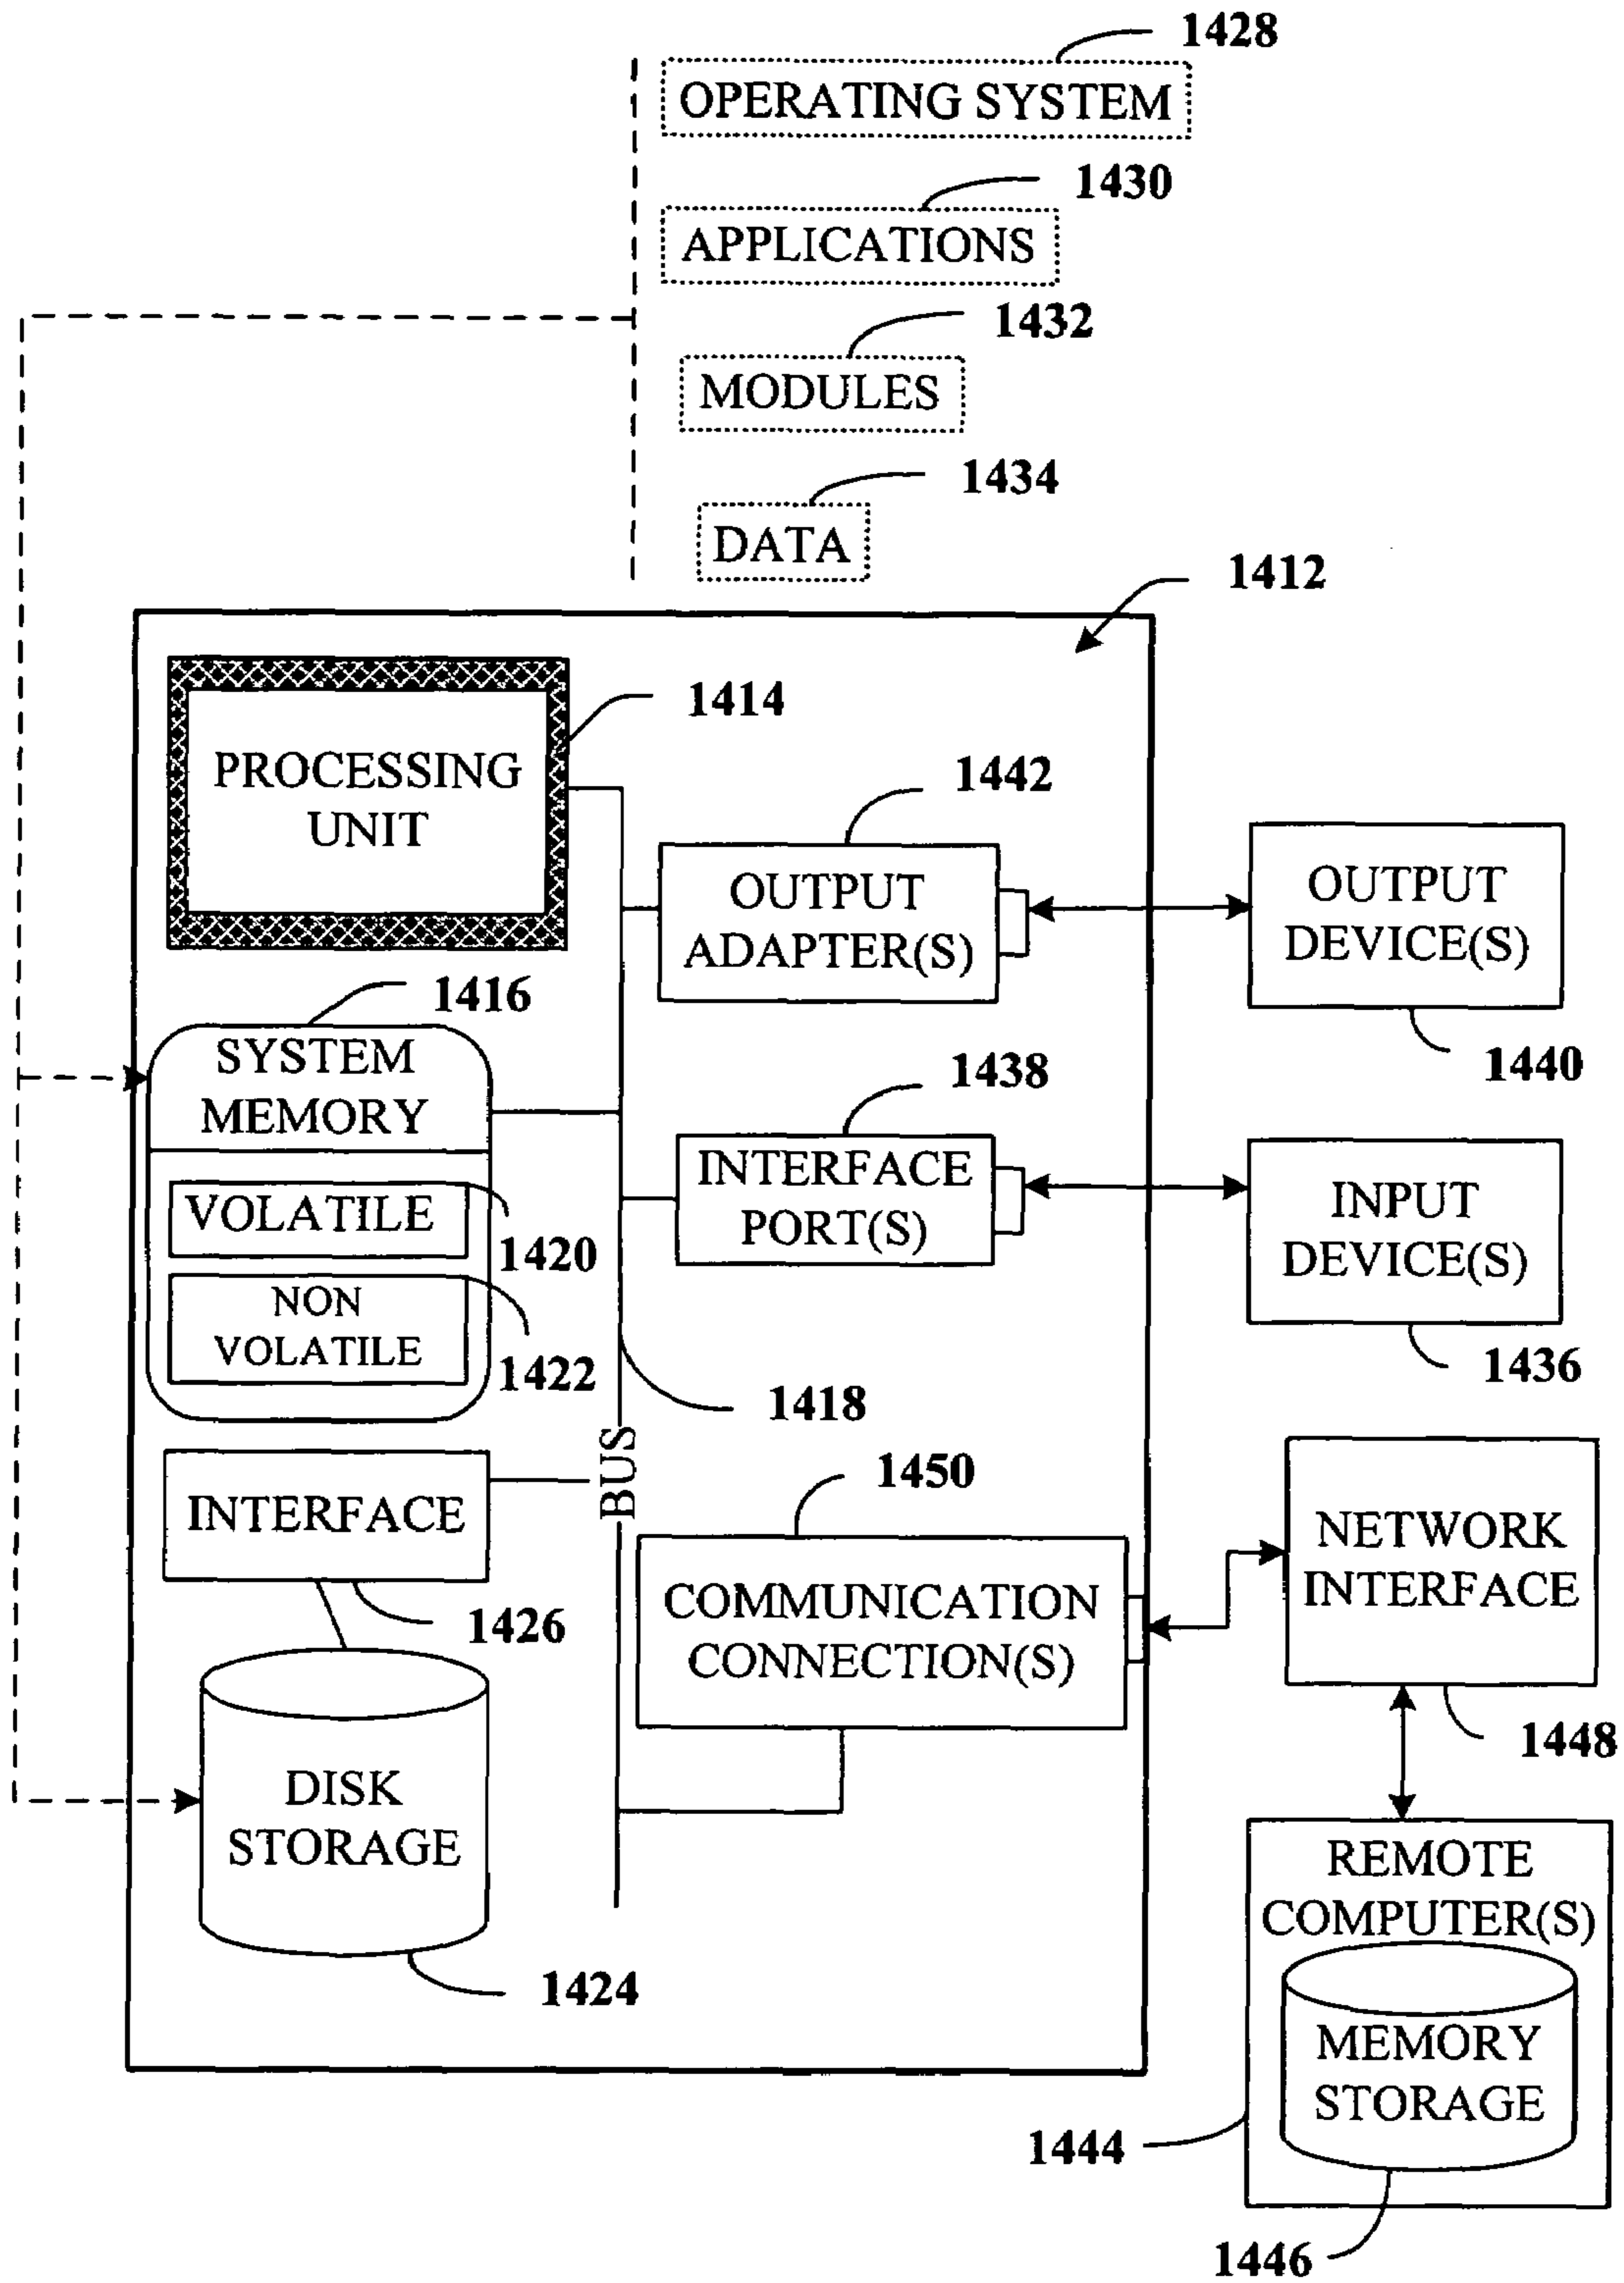 1428
OPERATING SYSTEM
1430
APPLICATIONS
1432
MODULES
1434
DATA
1412
1414
PROCESSING
UNIT
1442
OUTPUT
ADAPTER(S)
OUTPUT
DEVICE(S)
1440
1416
SYSTEM
MEMORY
1438
INTERFACE
PORT(S)
INPUT
DEVICE(S)
1436
VOLATILE
1420
NON
VOLATILE
1422
1418
BUS
INTERFACE
1426
1450
COMMUNICATION
CONNECTION(S)
NETWORK
INTERFACE
1448
DISK
STORAGE
1424
REMOTE
COMPUTER(S)
MEMORY
STORAGE
1444
1446